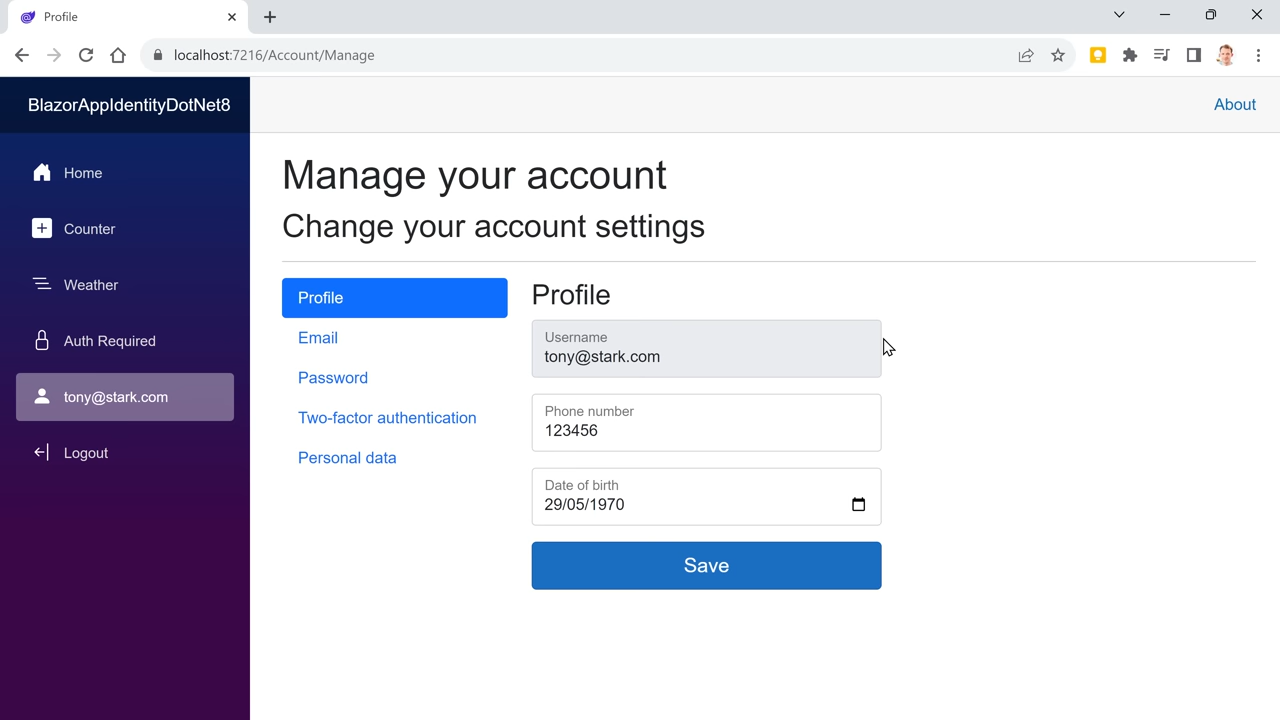 Profile
localhost:7216/Account/Manage
BlazorAppIdentityDotNet8
About
Home
Counter
Weather
Auth Required
tony@stark.com
Logout
Manage your account
Change your account settings
Profile
Email
Password
Two-factor authentication
Personal data
Profile
Username
tony@stark.com
Phone number
123456
Date of birth
29/05/1970
Save